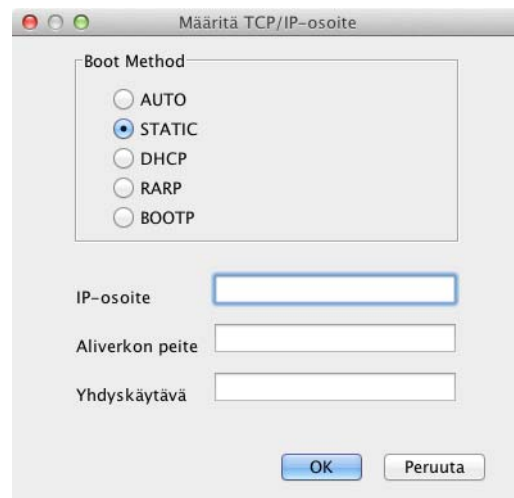 Määritä TCP/IP-osoite
Boot Method
AUTO
STATIC
DHCP
RARP
BOOTP
IP-osoite
Aliverkon peite
Yhdyskäytävä
OK Peruuta